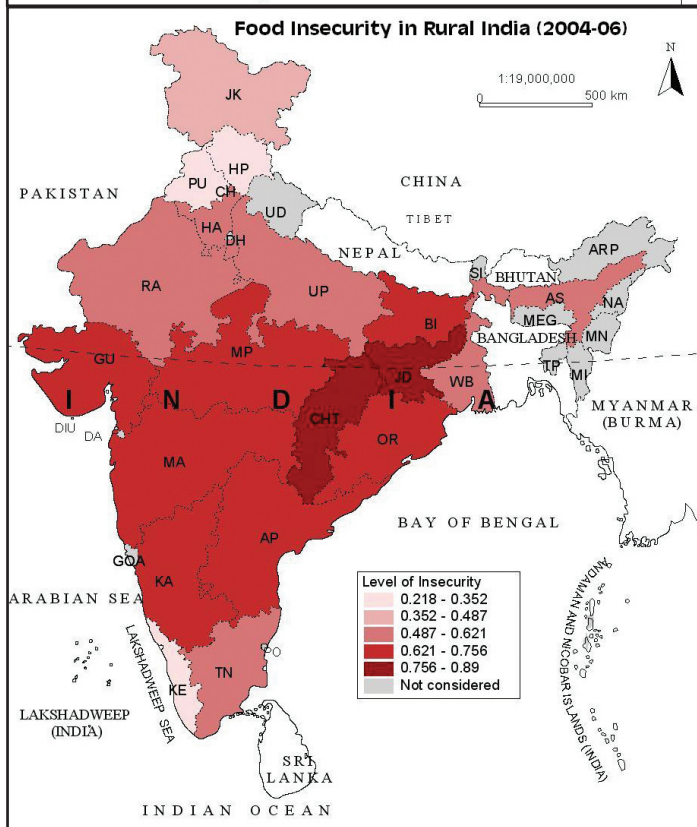 Food Insecurity in Rural India (2004-06)
N
1:19,000,000
0 500 km
JK
HP
PU
CH
PAKISTAN
CHINA
TIBET
UD
HA
DH
NEPAL
SI
BHUTAN
ARP
RA
UP
AS
NA
BI
MEG
BANGLADESH
MN
MP
GU
JD
TP
MI
WB
INDIA
MYANMAR
(BURMA)
DIU
DA
CHT
OR
MA
AP
BAY OF BENGAL
GOA
KA
ARABIAN SEA
LAKSHADWEEP SEA
KE
TN
PO
LAKSHADWEEP
(INDIA)
SRI
LANKA
INDIAN OCEAN
ANDAMAN AND NICOBAR ISLANDS (INDIA)
Level of Insecurity
0.218 - 0.352
0.352 - 0.487
0.487 - 0.621
0.621 - 0.756
0.756 - 0.89
Not considered